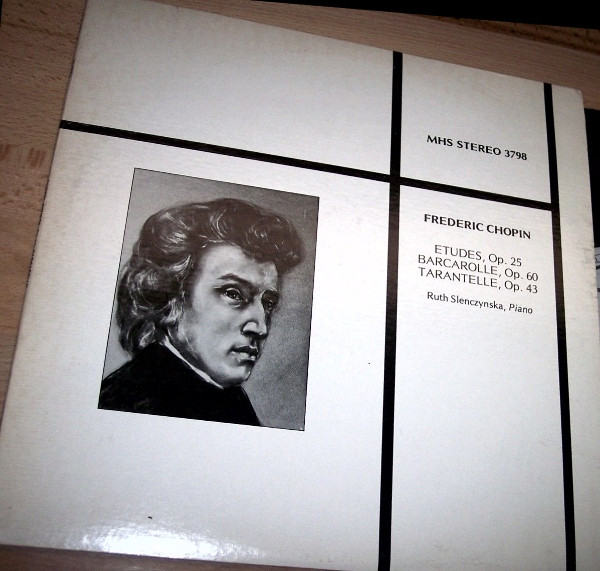 MHS STEREO 3798
FREDERIC CHOPIN
ETUDES, Op. 25
BARCAROLLE, Op. 60
TARANTELLE, Op. 43
Ruth Slenczynska, Piano